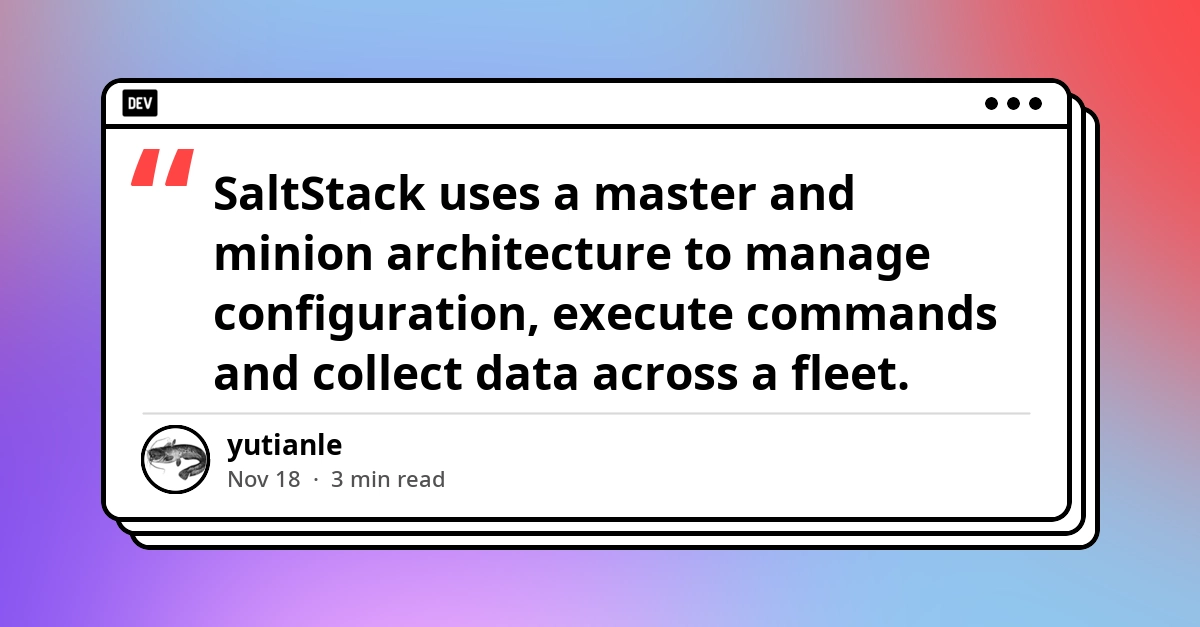 DEV
“
SaltStack uses a master and
minion architecture to manage
configuration, execute commands
and collect data across a fleet.
yutianle
Nov 18 · 3 min read